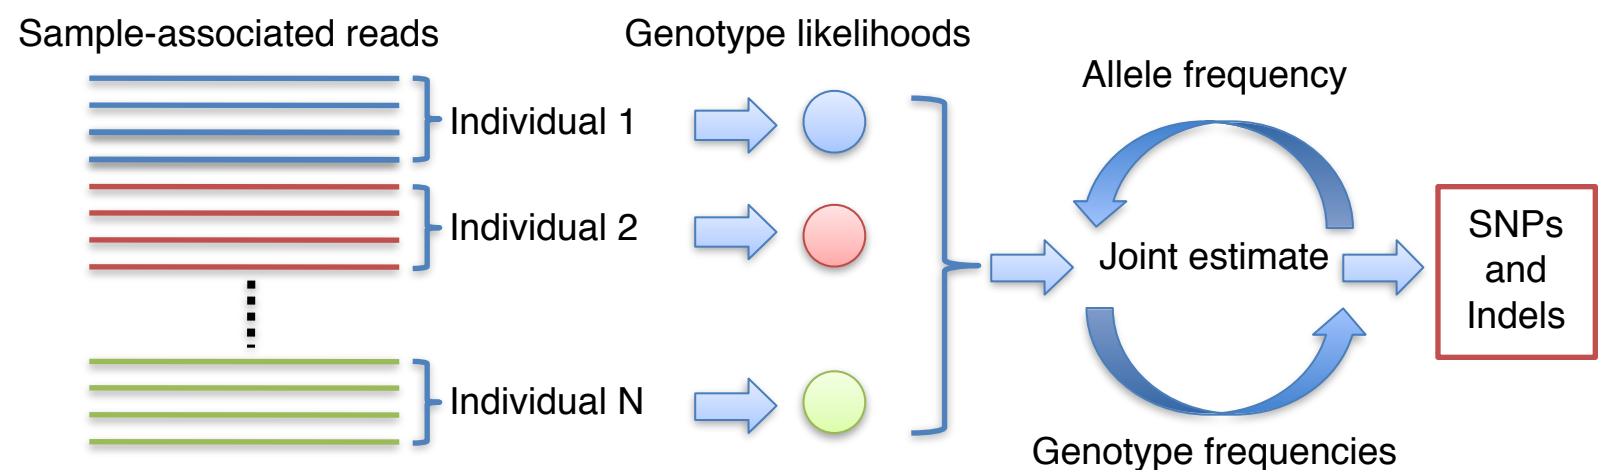 Sample-associated reads
Genotype likelihoods
Allele frequency
Individual 1
Individual 2
Individual N
Joint estimate
Genotype frequencies
SNPs
and
Indels